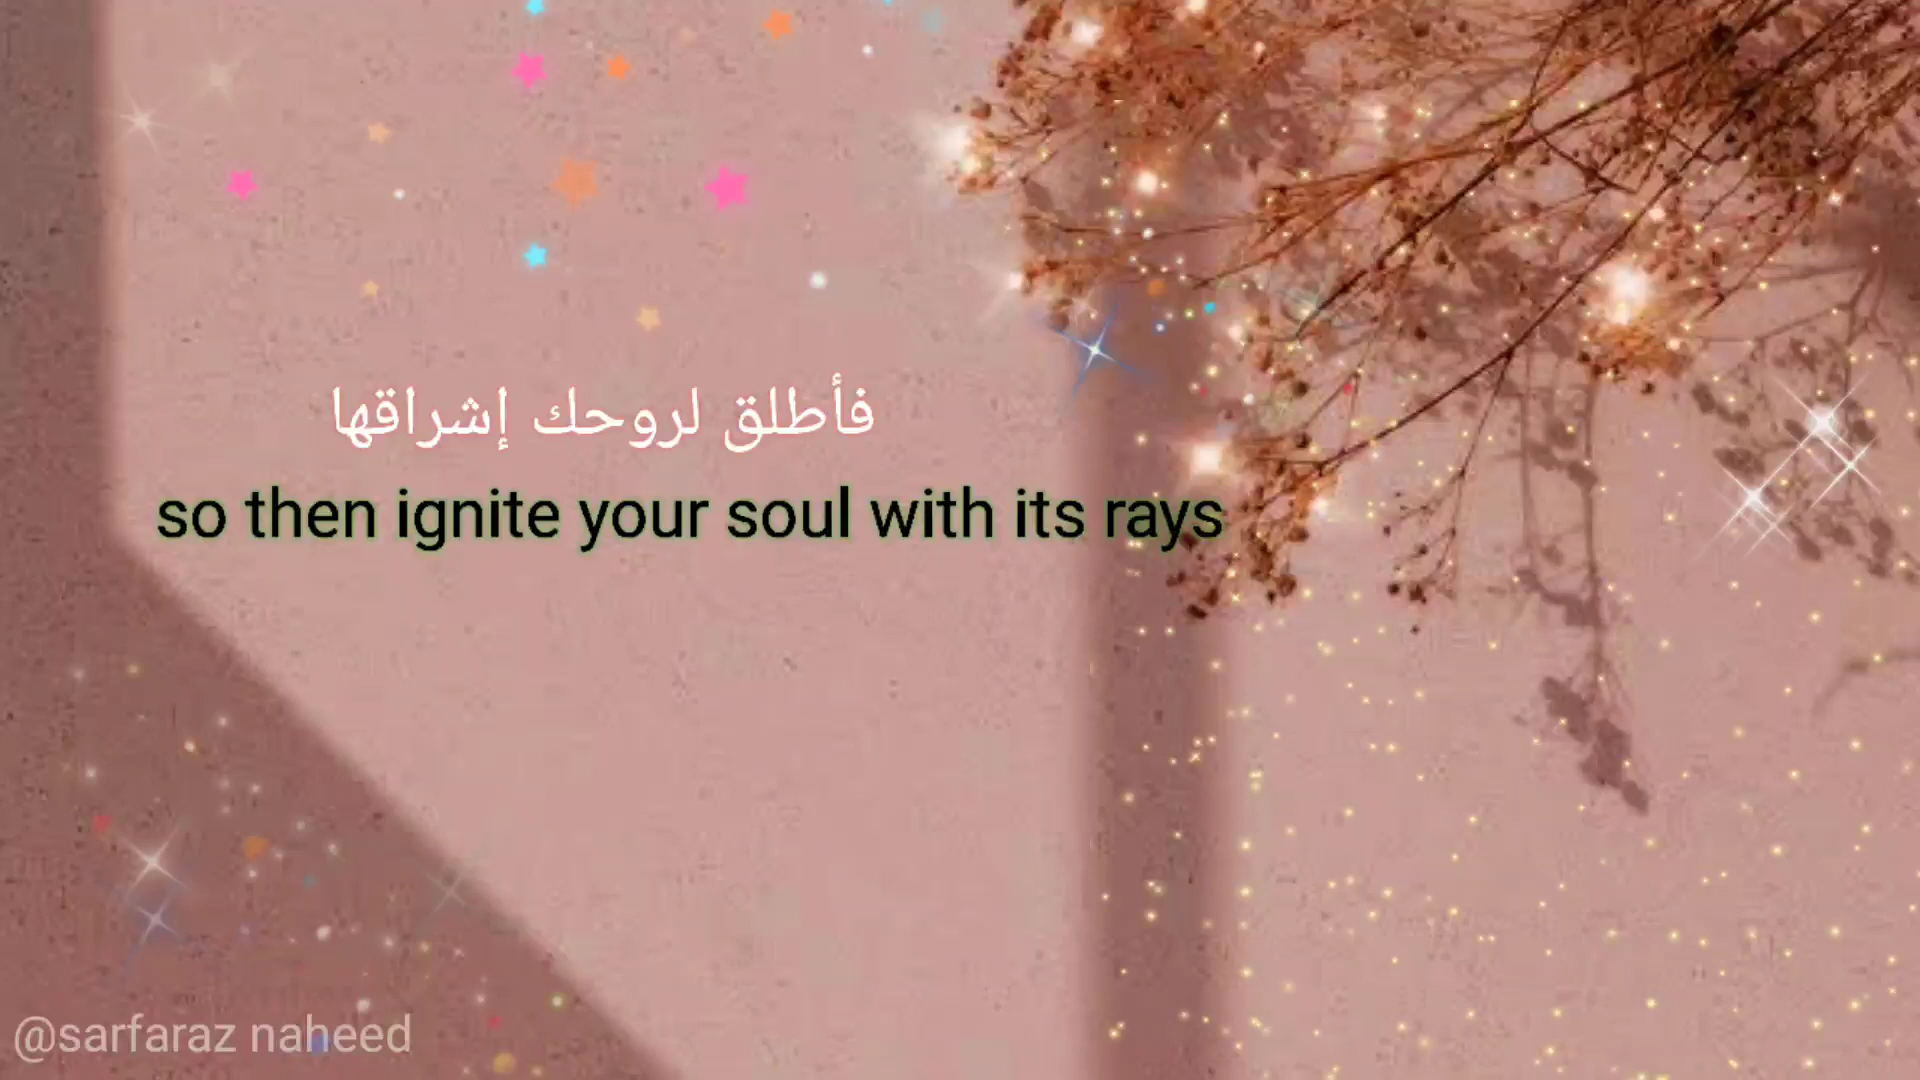 فأطلق لروحك إشراقها
so then ignite your soul with its rays
@sarfaraz naheed